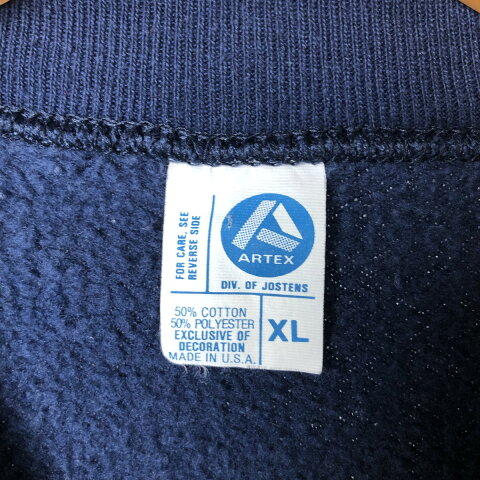 FOR CARE, SEE
REVERSE SIDE
ARTEX
DIV. OF JOSTENS
50% COTTON
50% POLYESTER
EXCLUSIVE OF
DECORATION
MADE IN U.S.A.
XL